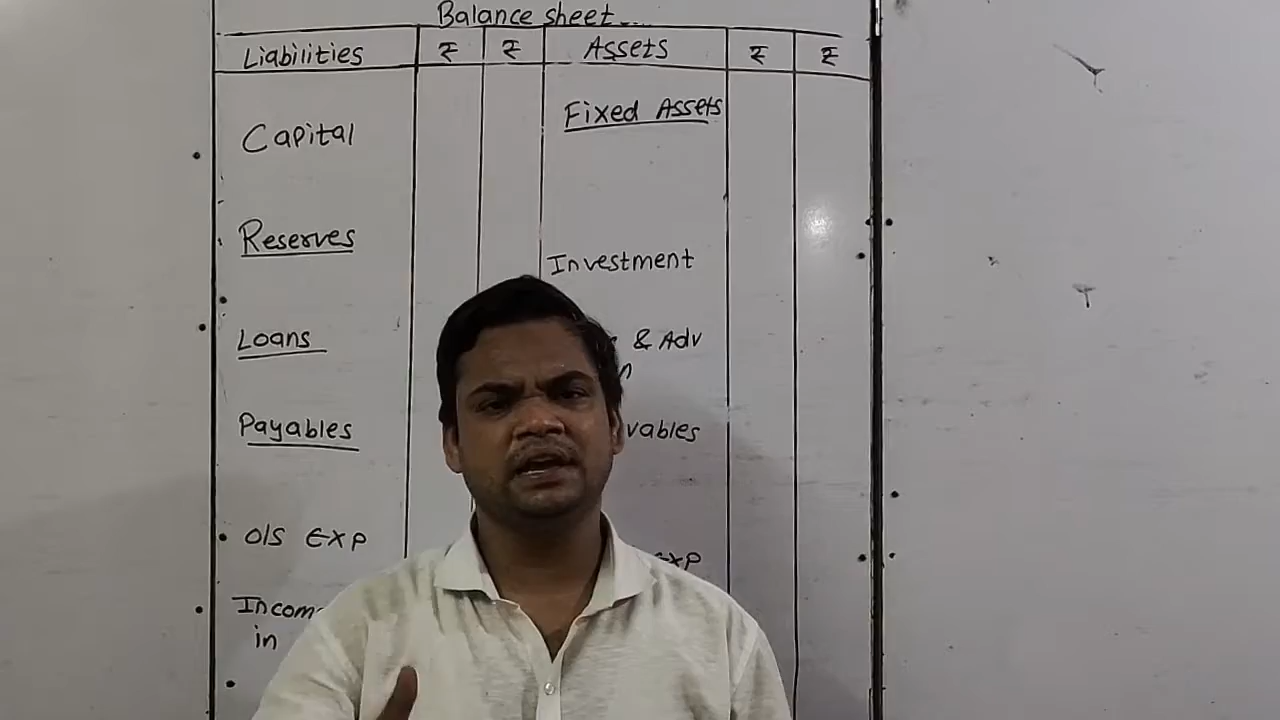 Balance sheet....
Liabilities ₹ ₹ Assets ₹ ₹
Fixed Assets
Capital
Reserves
Investment
Loans
& Adv
Payables
vables
O/S Exp
Exp
in